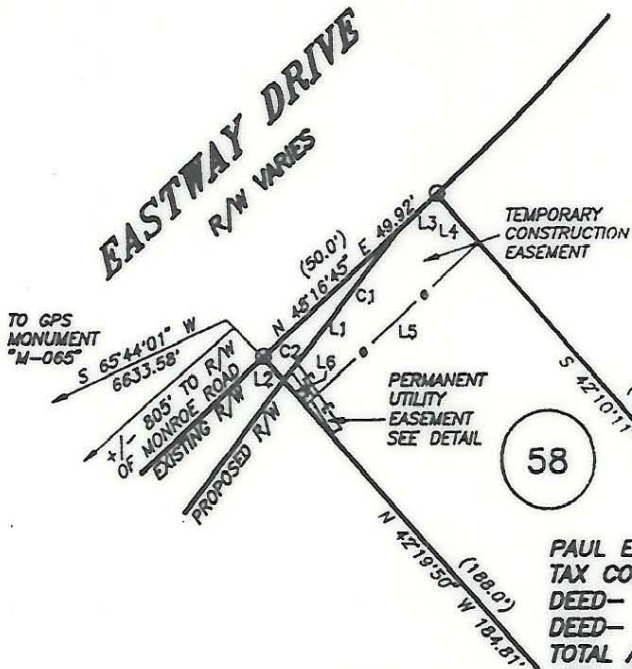 EASTWAY DRIVE
R/W VARIES
N 48°16'45" E 49.92'
(50.0')
L3
L4
TEMPORARY
CONSTRUCTION
EASEMENT
TO GPS
MONUMENT
"M-065"
S 65°44'01" W
6633.58'
+/- 805' TO R/W
OF MONROE ROAD
EXISTING R/W
PROPOSED R/W
C1
L1
C2
L2
L6
L5
PERMANENT
UTILITY
EASEMENT
SEE DETAIL
S 42°10'11
(
58
N 42°19'50" W 184.81'
(188.0')
PAUL E
TAX CO
DEED-
DEED-
TOTAL